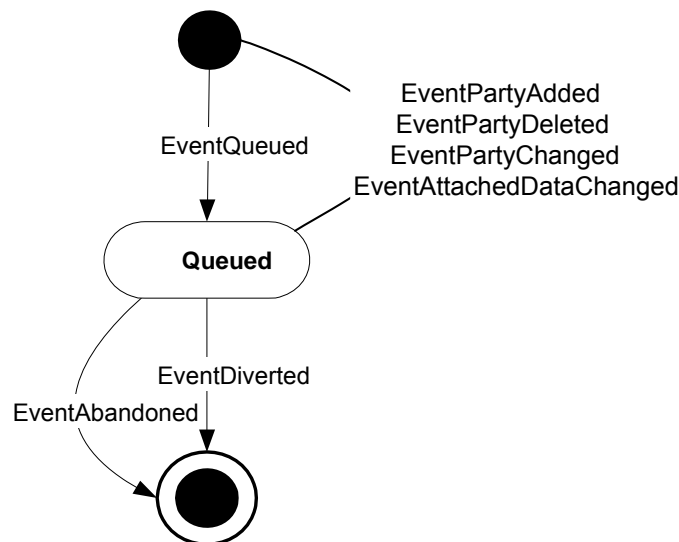 EventPartyAdded
EventPartyDeleted
EventQueued
EventPartyChanged
EventAttachedDataChanged
Queued
EventDiverted
EventAbandoned